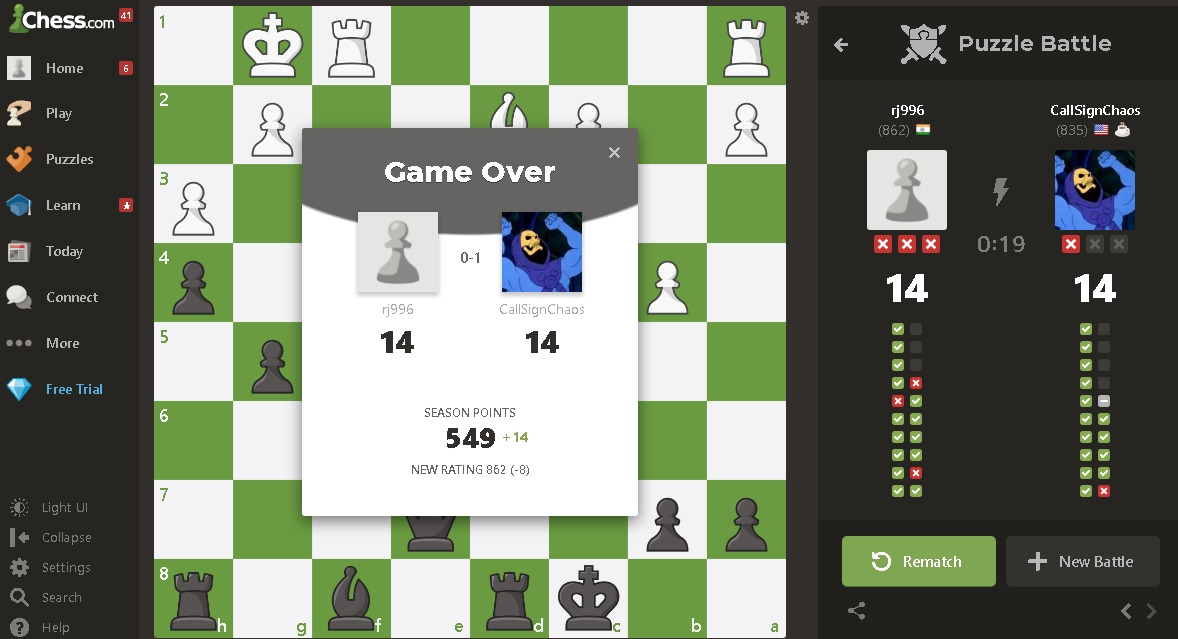 Chess.com 41
Home 6
Play
Puzzles
Learn
Today
Connect
More
Free Trial
Light UI
Collapse
Settings
Search
Help
1
2
3
4
5
6
7
8
h g f e d c b a
Game Over
0-1
rj996 CallSignChaos
14 14
SEASON POINTS
549 +14
NEW RATING 862 (-8)
Puzzle Battle
rj996 CallSignChaos
(862) (835)
0:19
14 14
Rematch New Battle